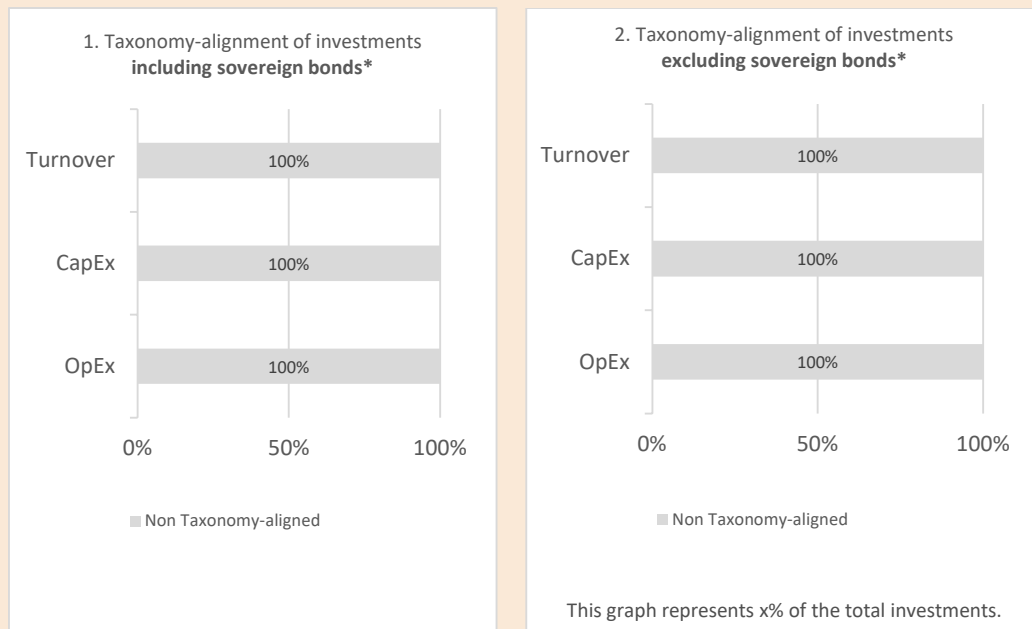 1. Taxonomy-alignment of investments
including sovereign bonds*
Turnover
100%
CapEx
100%
OpEx
100%
0%
50%
100%
Non Taxonomy-aligned
2. Taxonomy-alignment of investments
excluding sovereign bonds*
Turnover
100%
CapEx
100%
OpEx
100%
0%
50%
100%
Non Taxonomy-aligned
This graph represents x% of the total investments.